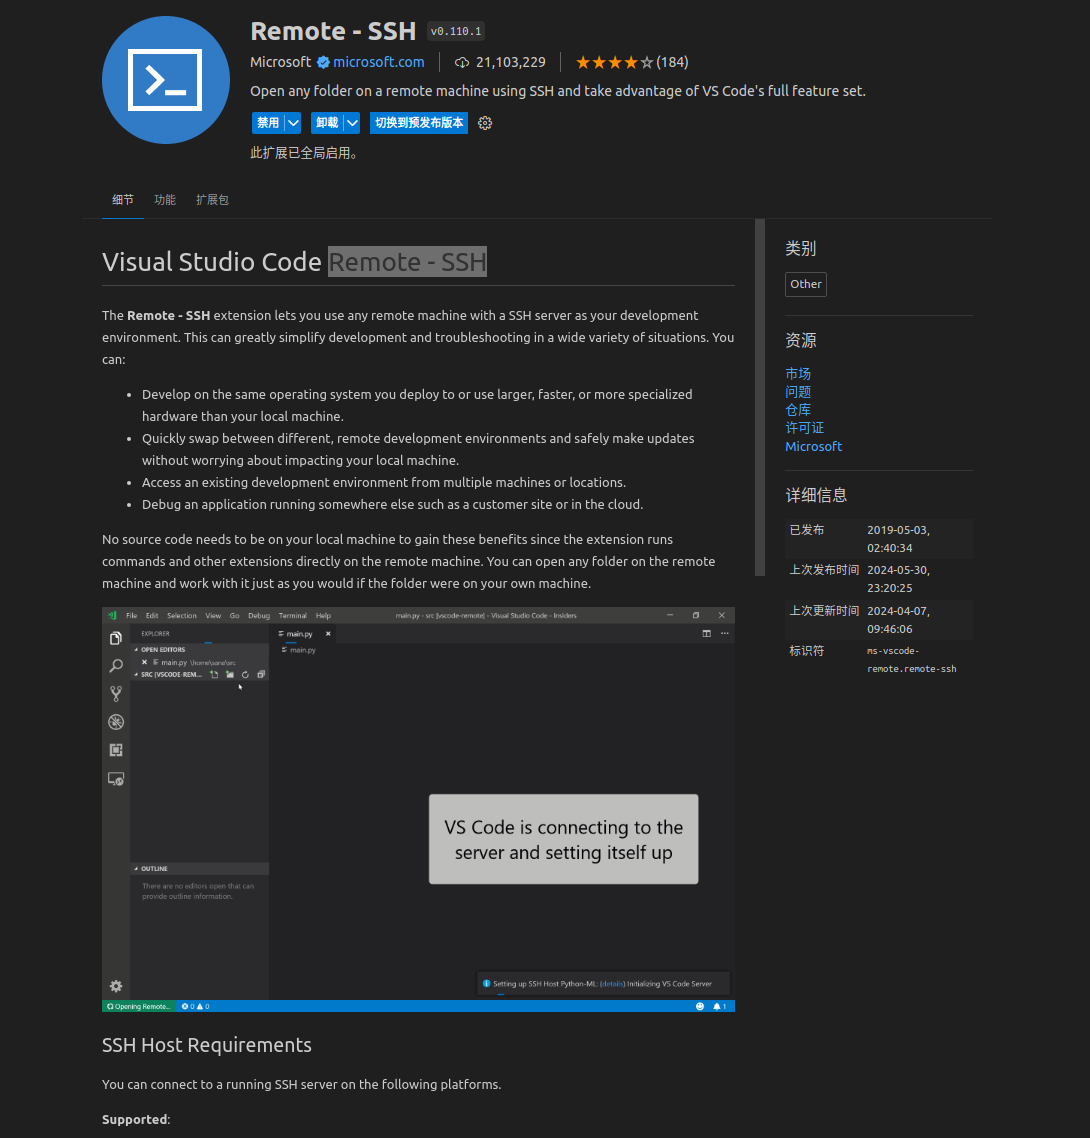 Remote - SSH v0.110.1
Microsoft microsoft.com 21,103,229 (184)
Open any folder on a remote machine using SSH and take advantage of VS Code's full feature set.
禁用 卸载 切换到预发布版本
此扩展已全局启用。
细节 功能 扩展包
Visual Studio Code Remote - SSH
The Remote - SSH extension lets you use any remote machine with a SSH server as your development
environment. This can greatly simplify development and troubleshooting in a wide variety of situations. You
can:
• Develop on the same operating system you deploy to or use larger, faster, or more specialized
hardware than your local machine.
• Quickly swap between different, remote development environments and safely make updates
without worrying about impacting your local machine.
• Access an existing development environment from multiple machines or locations.
• Debug an application running somewhere else such as a customer site or in the cloud.
No source code needs to be on your local machine to gain these benefits since the extension runs
commands and other extensions directly on the remote machine. You can open any folder on the remote
machine and work with it just as you would if the folder were on your own machine.
File Edit Selection View Go Debug Terminal Help main.py - src [vscode-remote] - Visual Studio Code - Insiders
EXPLORER
main.py
OPEN EDITORS
main.py
main.py \home\sana\src
SRC [VSCODE-REM...
VS Code is connecting to the
server and setting itself up
OUTLINE
There are no editors open that can
provide outline information.
Setting up SSH Host Python-ML: (details) Initializing VS Code Server
Opening Remote... 0 0 1
SSH Host Requirements
You can connect to a running SSH server on the following platforms.
Supported:
类别
Other
资源
市场
问题
仓库
许可证
Microsoft
详细信息
已发布 2019-05-03,
02:40:34
上次发布时间 2024-05-30,
23:20:25
上次更新时间 2024-04-07,
09:46:06
标识符 ms-vscode-
remote.remote-ssh